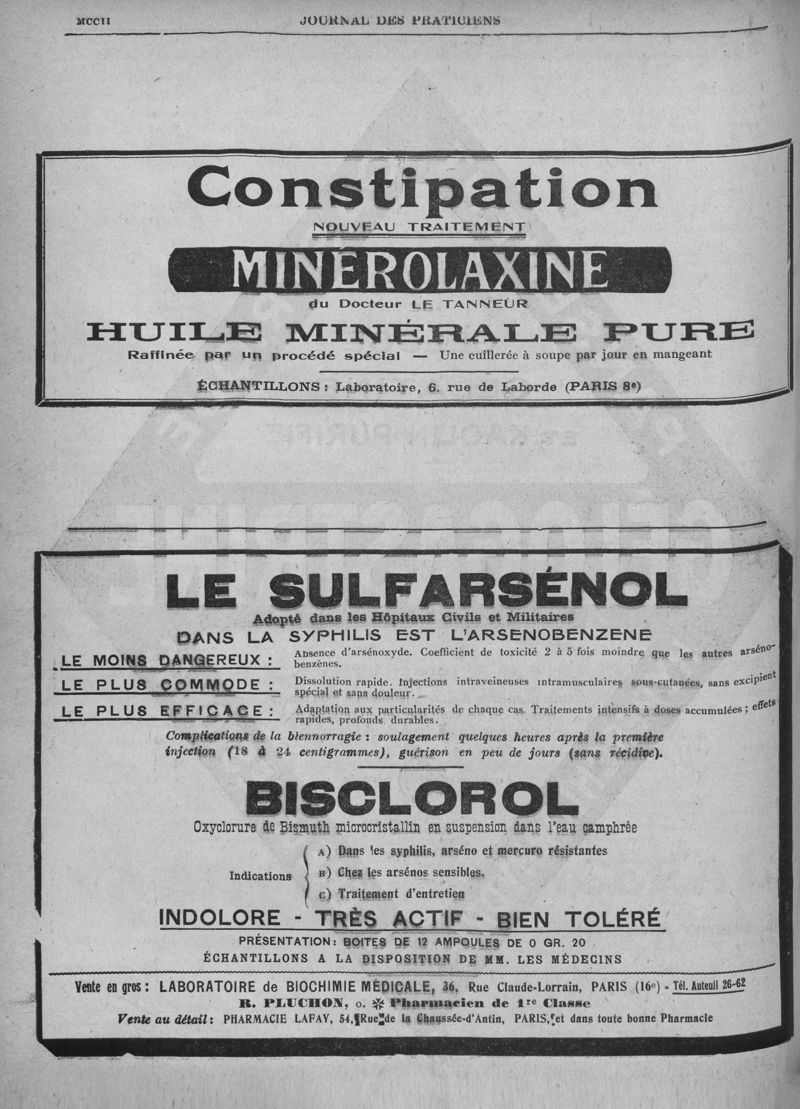 MCCII
JOURNAL DES PRATICIENS
Constipation
NOUVEAU TRAITEMENT
MINÉROLAXINE
du Docteur LE TANNEUR
HUILE MINÉRALE PURE
Raffinée par un procédé spécial — Une cuillerée à soupe par jour en mangeant
ÉCHANTILLONS : Laboratoire, 6, rue de Laborde (PARIS 8e)
ET KAOLIN PURIFIÉ
LE SULFARSÉNOL
Adopté dans les Hôpitaux Civils et Militaires
DANS LA SYPHILIS EST L'ARSENOBENZENE
LE MOINS DANGEREUX : Absence d'arsénoxyde. Coefficient de toxicité 2 à 5 fois moindre que les autres arséno-
benzènes.
LE PLUS COMMODE : Dissolution rapide. Injections intraveineuses intramusculaires sous-cutanées, sans excipient
spécial et sans douleur.
LE PLUS EFFICACE : Adaptation aux particularités de chaque cas. Traitements intensifs à doses accumulées ; effets
rapides, profonds durables.
Complications de la blennorragie : soulagement quelques heures après la première
injection (18 à 24 centigrammes), guérison en peu de jours (sans récidive).
BISCLOROL
Oxyclorure de Bismuth microcristallin en suspension dans l'eau camphrée
Indications
A) Dans les syphilis, arséno et mercuro résistantes
B) Chez les arsénos sensibles.
C) Traitement d'entretien
INDOLORE - TRÈS ACTIF - BIEN TOLÉRÉ
PRÉSENTATION : BOITES DE 12 AMPOULES DE 0 GR. 20
ÉCHANTILLONS A LA DISPOSITION DE MM. LES MÉDECINS
Vente en gros : LABORATOIRE de BIOCHIMIE MÉDICALE, 36, Rue Claude-Lorrain, PARIS (16e) - Tél. Auteuil 26-62
R. PLUCHON, O. ✻ Pharmacien de 1re Classe
Vente au détail : PHARMACIE LAFAY, 54, Rue de la Chaussée-d'Antin, PARIS, et dans toute bonne Pharmacie